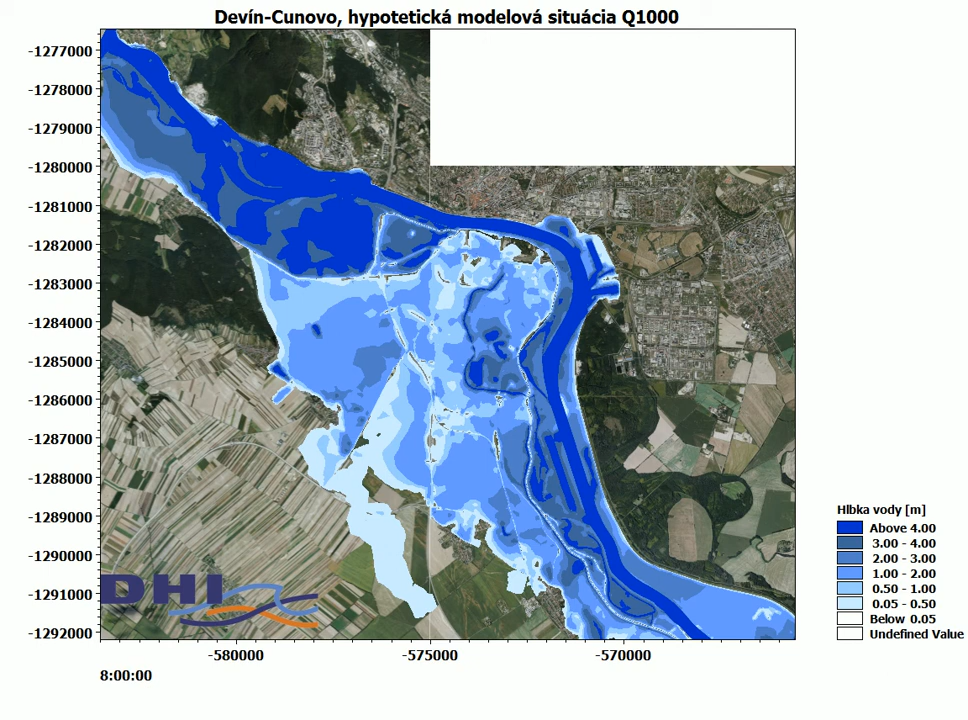 Devín-Cunovo, hypotetická modelová situácia Q1000
-1277000
-1278000
-1279000
-1280000
-1281000
-1282000
-1283000
-1284000
-1285000
-1286000
-1287000
-1288000
-1289000
-1290000
-1291000
-1292000
DHI
-580000
-575000
-570000
8:00:00
Hlbka vody [m]
Above 4.00
3.00 - 4.00
2.00 - 3.00
1.00 - 2.00
0.50 - 1.00
0.05 - 0.50
Below 0.05
Undefined Value